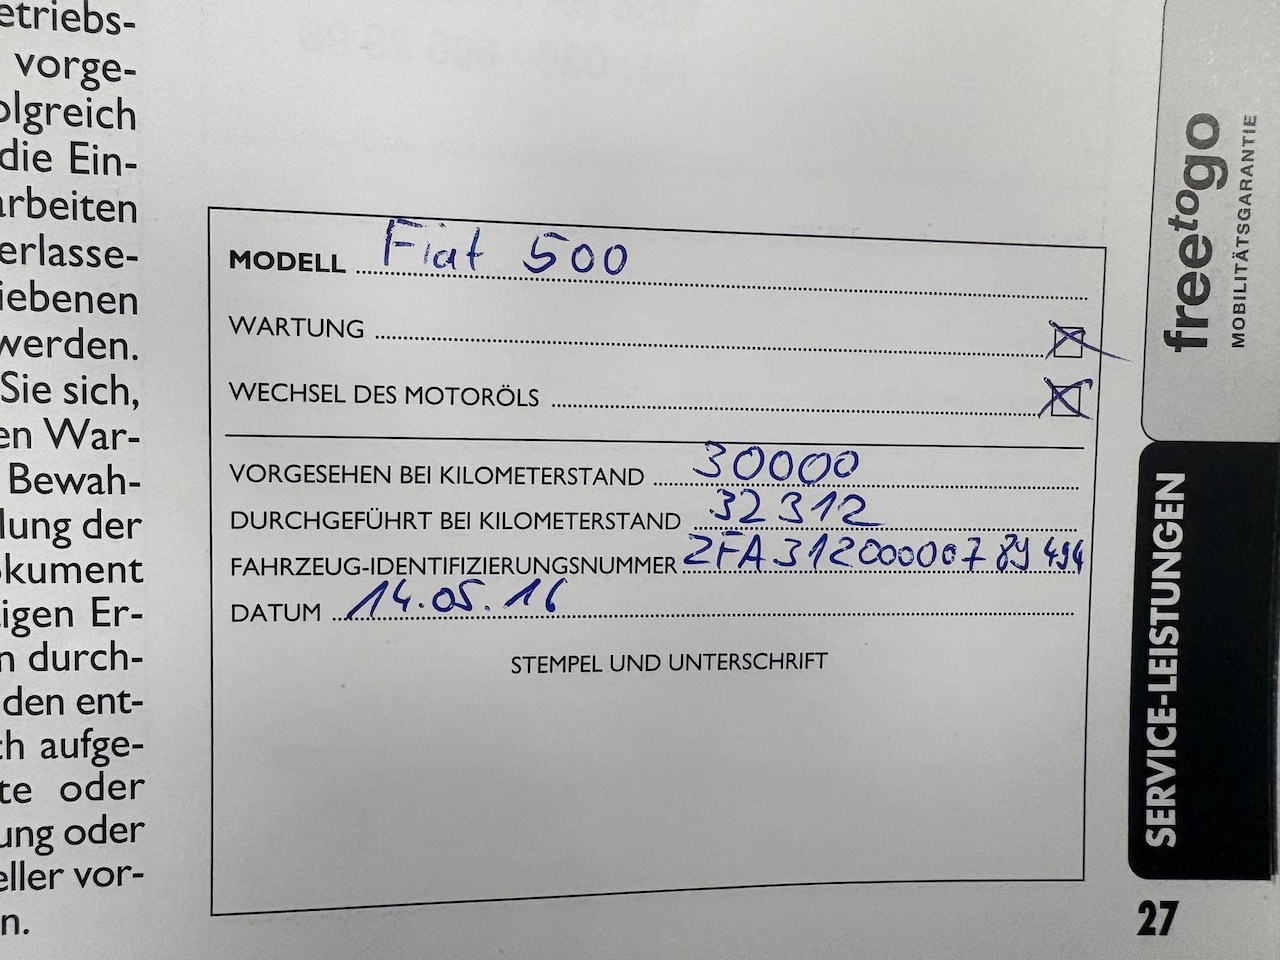 etriebs-
vorge-
olgreich
die Ein-
arbeiten
erlasse-
iebenen
werden.
Sie sich,
en War-
Bewah-
lung der
okument
igen Er-
n durch-
den ent-
ch aufge-
te oder
ung oder
eller vor-
n.
MODELL Fiat 500
WARTUNG
WECHSEL DES MOTORÖLS
VORGESEHEN BEI KILOMETERSTAND 30000
DURCHGEFÜHRT BEI KILOMETERSTAND 32312
FAHRZEUG-IDENTIFIZIERUNGSNUMMER ZFA31200000789494
DATUM 14.05.16
STEMPEL UND UNTERSCHRIFT
freetogo
MOBILITÄTSGARANTIE
SERVICE-LEISTUNGEN
27